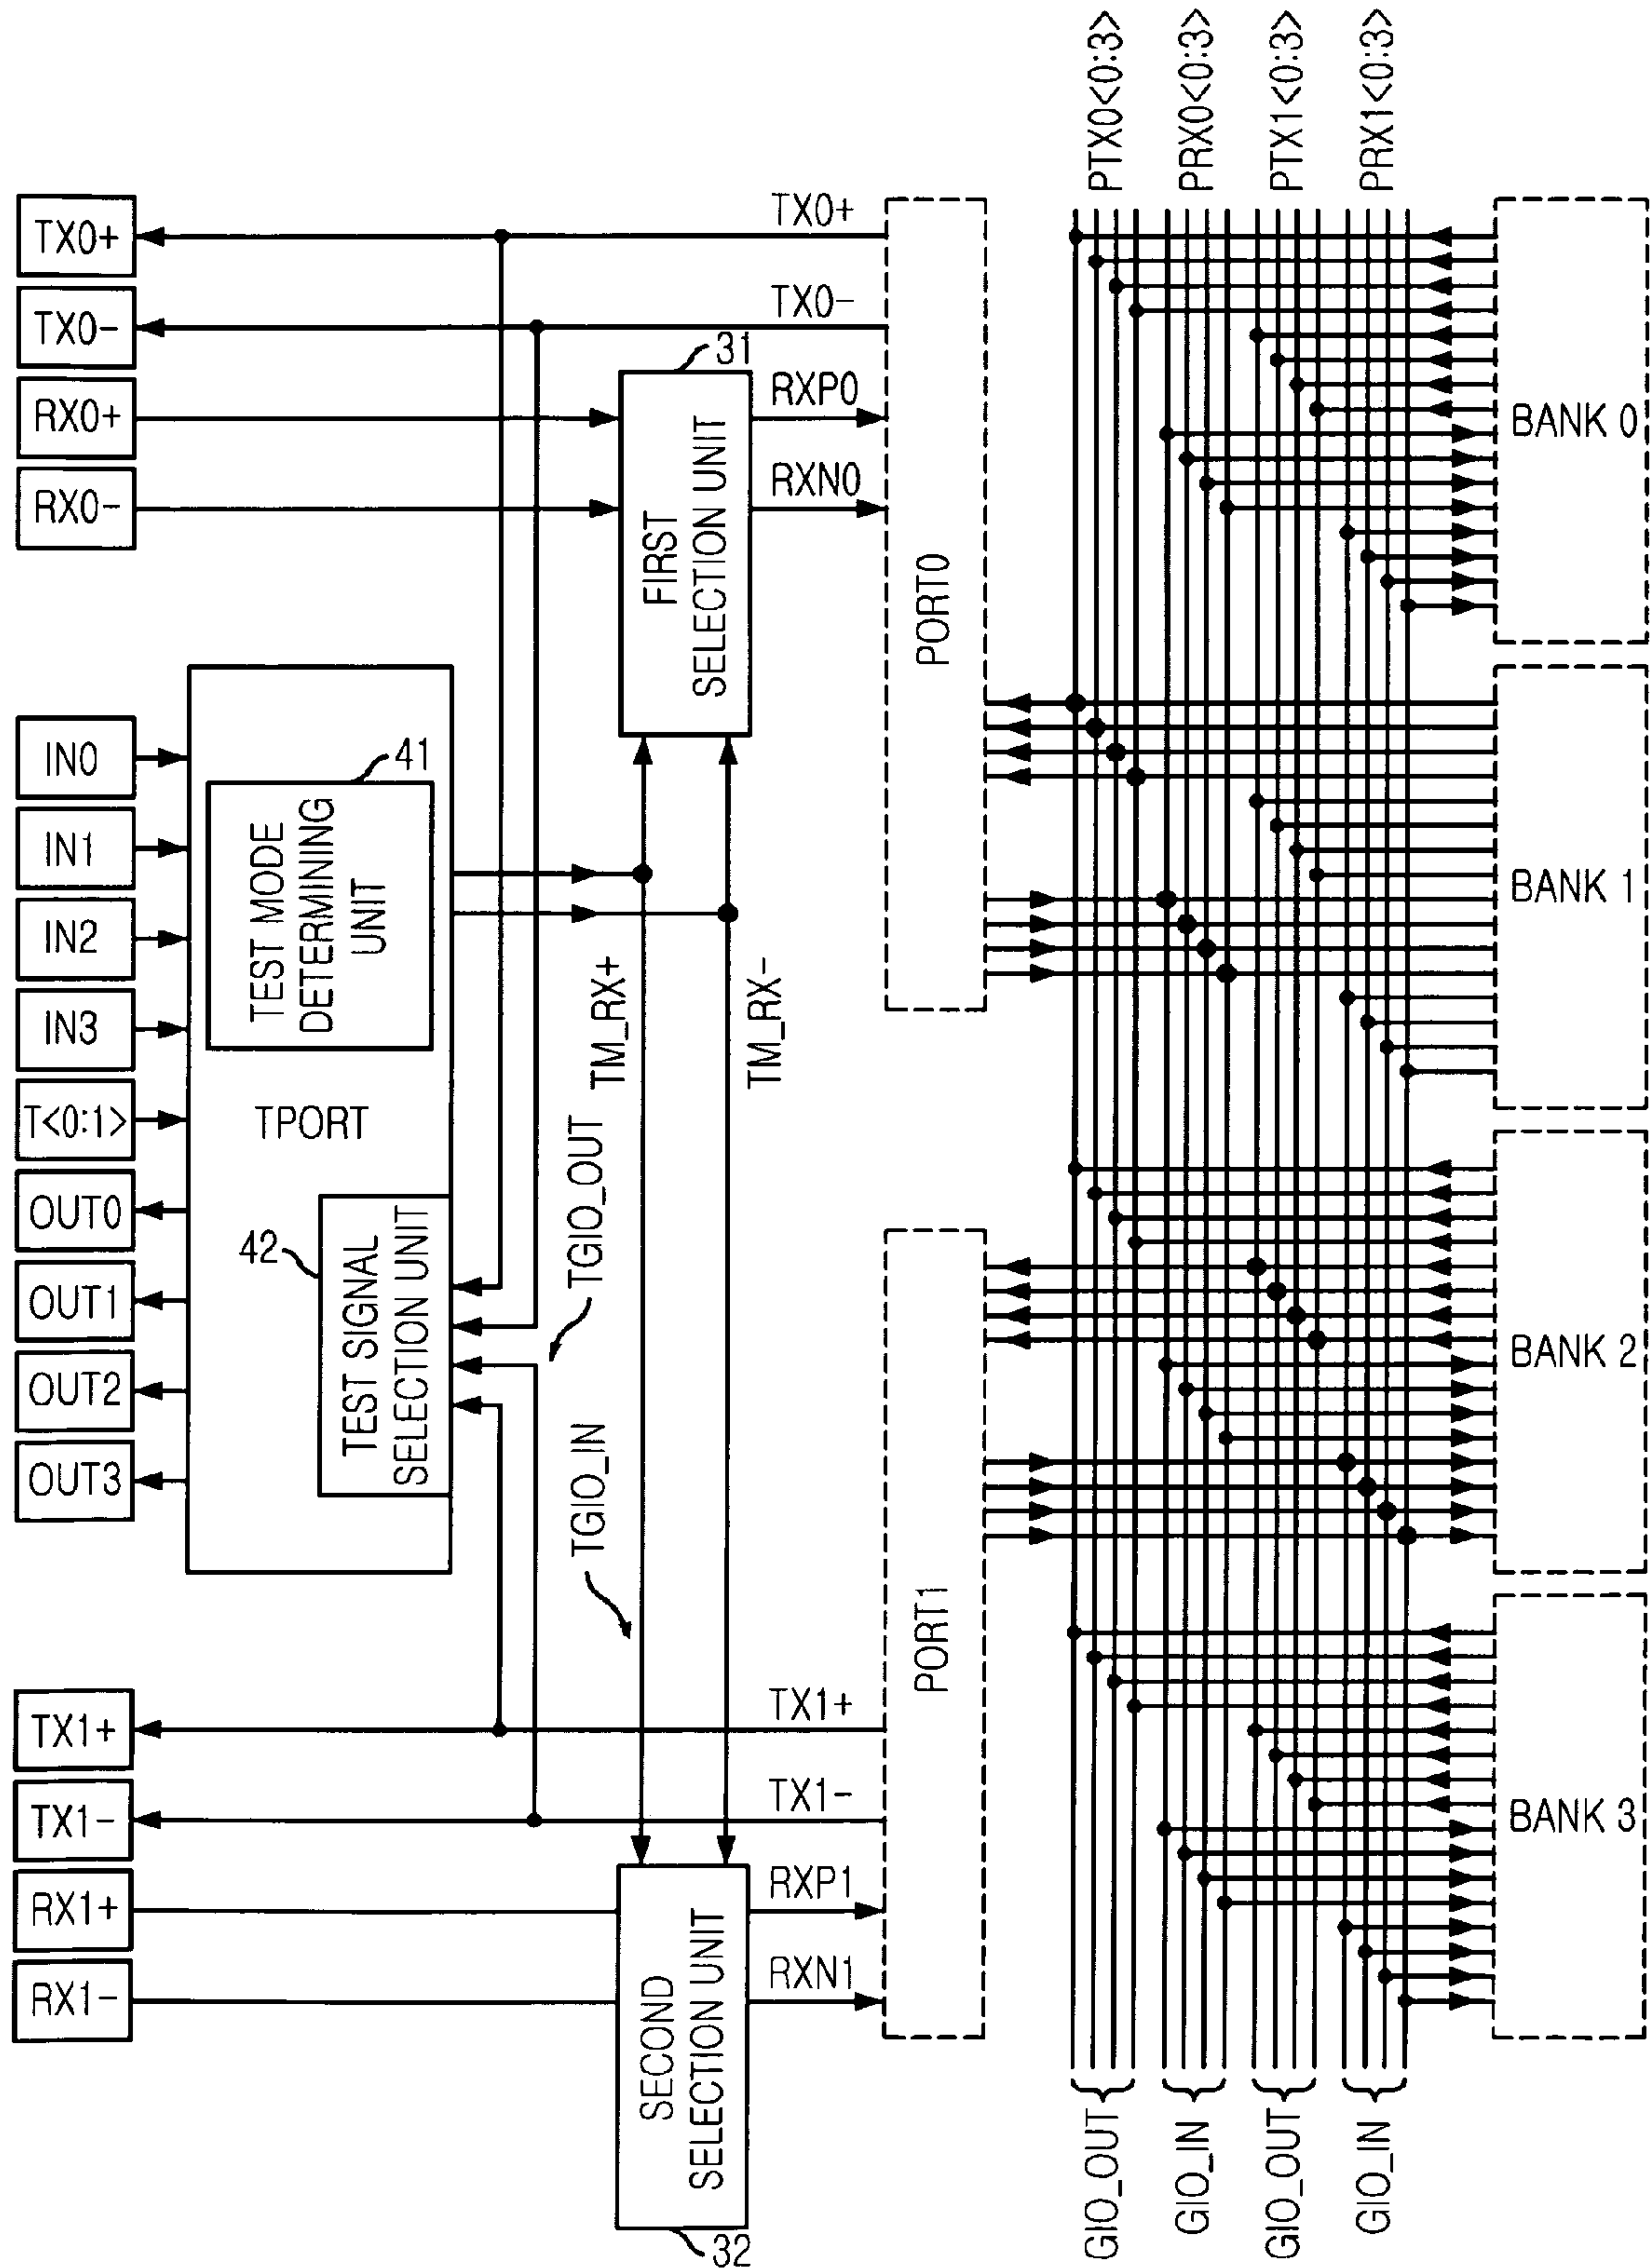 TX0+
TX0-
RX0+
RX0-
IN0
IN1
IN2
IN3
T<0:1>
OUT0
OUT1
OUT2
OUT3
TX1+
TX1-
RX1+
RX1-
41
TEST MODE
DETERMINING
UNIT
TPORT
42
TEST SIGNAL
SELECTION UNIT
TGIO_OUT
TGIO_IN
TM_RX+
TM_RX-
31
FIRST
SELECTION UNIT
SECOND
SELECTION UNIT
32
TX0+
TX0-
RXP0
RXN0
TX1+
TX1-
RXP1
RXN1
PORT0
PORT1
PTX0<0:3>
PRX0<0:3>
PTX1<0:3>
PRX1<0:3>
GIO_OUT
GIO_IN
GIO_OUT
GIO_IN
BANK 0
BANK 1
BANK 2
BANK 3